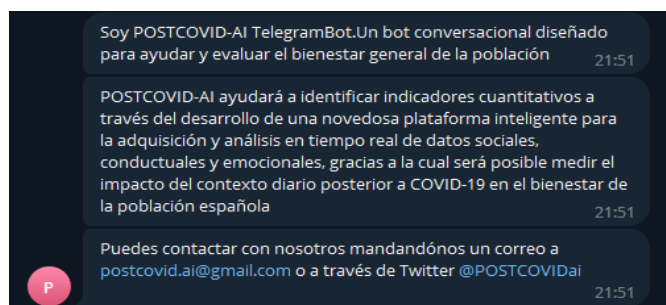 Soy POSTCOVID-AI TelegramBot.Un bot conversacional diseñado
para ayudar y evaluar el bienestar general de la población
21:51
POSTCOVID-AI ayudará a identificar indicadores cuantitativos a
través del desarrollo de una novedosa plataforma inteligente para
la adquisición y análisis en tiempo real de datos sociales,
conductuales y emocionales, gracias a la cual será posible medir el
impacto del contexto diario posterior a COVID-19 en el bienestar de
la población española
21:51
Puedes contactar con nosotros mandandónos un correo a
postcovid.ai@gmail.com o a través de Twitter @POSTCOVIDai
P
21:51